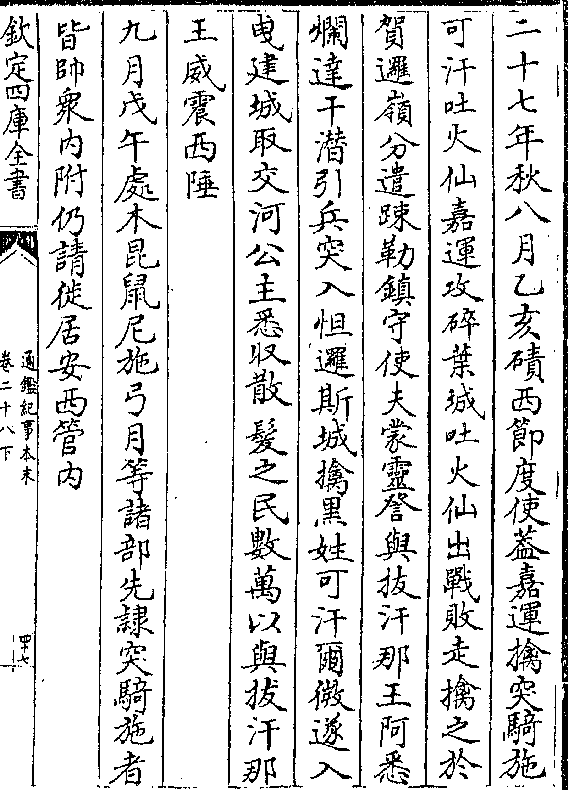 二十七年秋八月乙亥磧西節度使葢嘉運擒突騎施
可汗吐火仙嘉運攻碎葉城吐火仙出戰敗走擒之於
賀邏嶺分遣踈勒鎮守使夫蒙靈詧與拔汗那王阿悉
爛達干潛引兵突入怛邏斯城擒黑姓可汗爾微遂入
曵建城取交河公主悉収散髮之民數萬以與拔汗那
王威震西陲
九月戊午處木昆鼠尼施弓月等諸部先隷突騎施者
皆帥衆内附仍請徙居安西管内
欽定四庫全書
通鑑紀事本末
卷二十八下
四十七